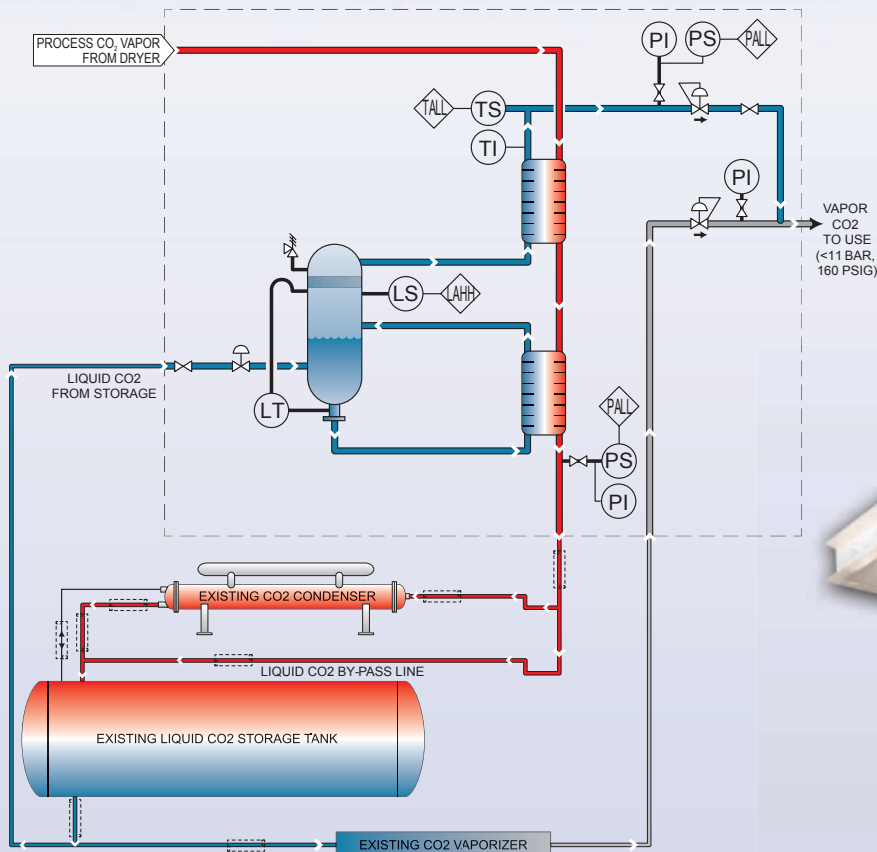 PROCESS CO2 VAPOR
FROM DRYER
PI
PS
PALL
TALL
TS
TI
PI
VAPOR
CO2
TO USE
(<11 BAR,
160 PSIG)
LS
LAHH
LIQUID CO2
FROM STORAGE
LT
PALL
PS
PI
EXISTING CO2 CONDENSER
LIQUID CO2 BY-PASS LINE
EXISTING LIQUID CO2 STORAGE TANK
EXISTING CO2 VAPORIZER